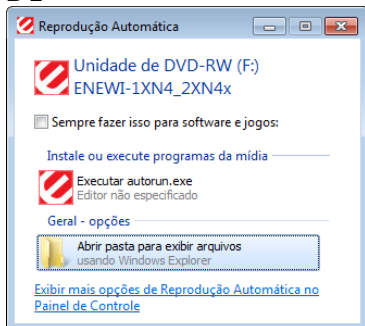 Reprodução Automática
Unidade de DVD-RW (F:)
ENEWI-1XN4_2XN4x
Sempre fazer isso para software e jogos:
Instale ou execute programas da mídia
Executar autorun.exe
Editor não especificado
Geral - opções
Abrir pasta para exibir arquivos
usando Windows Explorer
Exibir mais opções de Reprodução Automática no
Painel de Controle